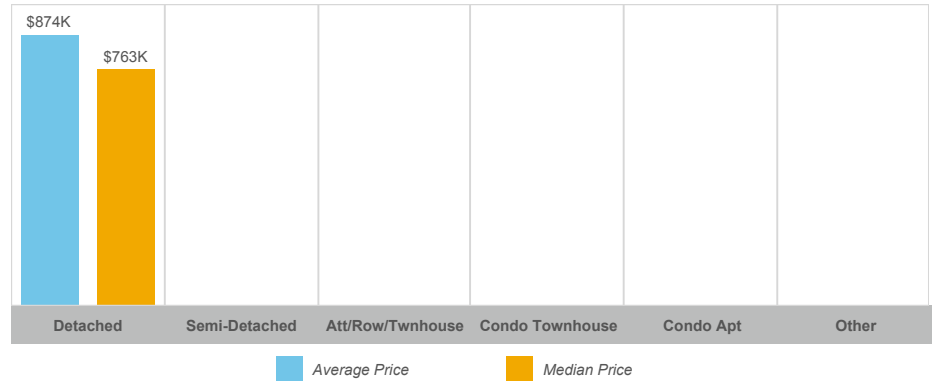 $874K
$763K
Detached Semi-Detached Att/Row/Twnhouse Condo Townhouse Condo Apt Other
Average Price Median Price